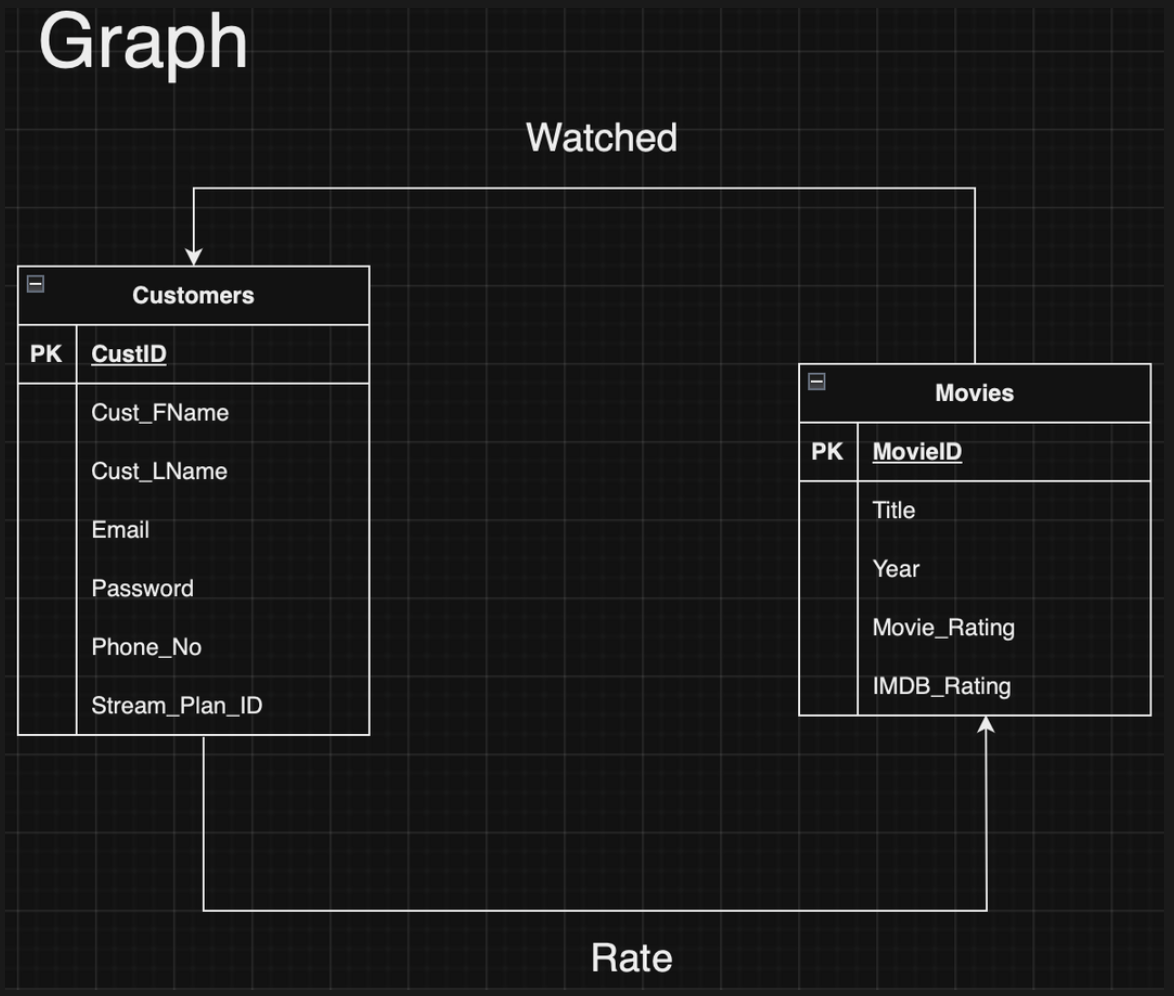 Graph
Watched
Customers
PK CustID
Cust_FName
Cust_LName
Email
Password
Phone_No
Stream_Plan_ID
Movies
PK MovieID
Title
Year
Movie_Rating
IMDB_Rating
Rate